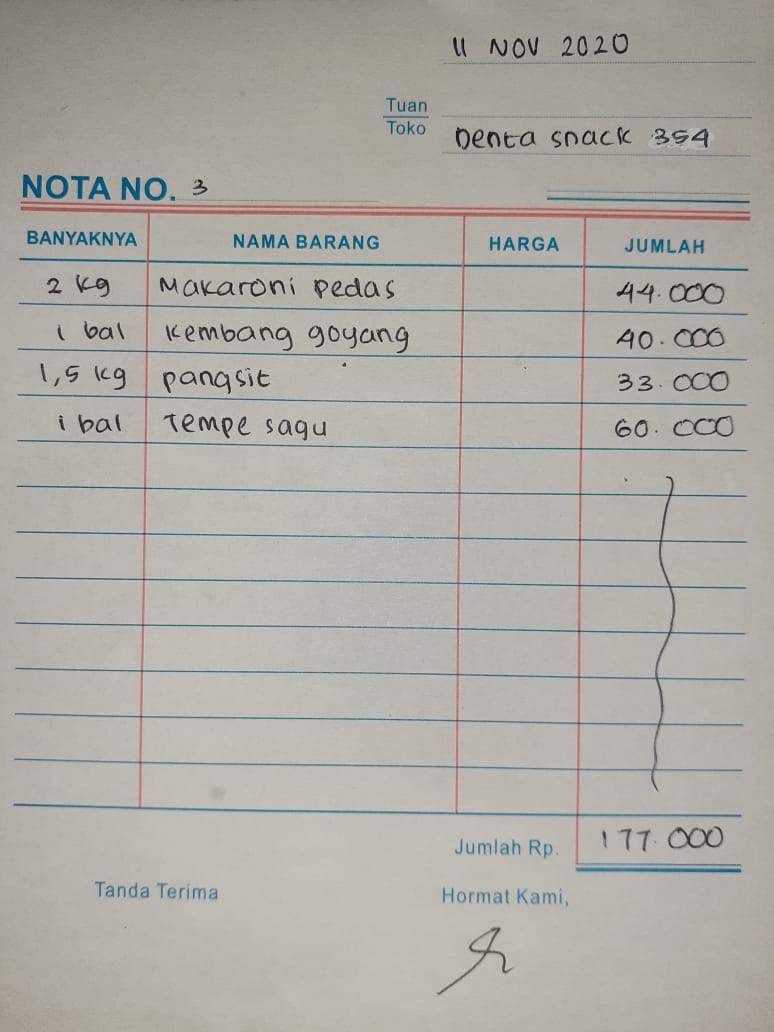 11 NOV 2020
Tuan
Toko Denta snack 354
NOTA NO. 3
BANYAKNYA NAMA BARANG HARGA JUMLAH
2 kg Makaroni pedas 44.000
1 bal kembang goyang 40.000
1,5 kg pangsit 33.000
1 bal Tempe sagu 60.000
Jumlah Rp. 177.000
Tanda Terima Hormat Kami,